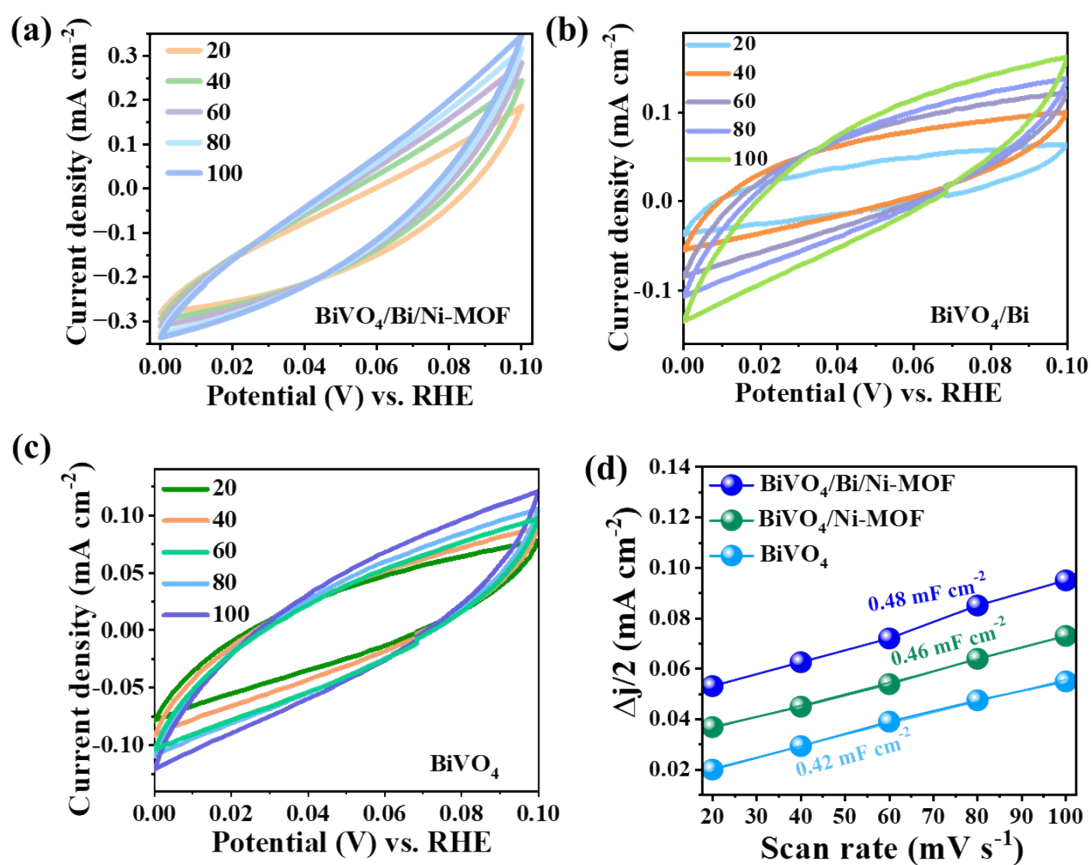 (a)
Current density (mA cm⁻²)
0.3
0.2
0.1
0.0
−0.1
−0.2
−0.3
20
40
60
80
100
BiVO₄/Bi/Ni-MOF
0.00 0.02 0.04 0.06 0.08 0.10
Potential (V) vs. RHE
(b)
Current density (mA cm⁻²)
0.1
0.0
-0.1
20
40
60
80
100
BiVO₄/Bi
0.00 0.02 0.04 0.06 0.08 0.10
Potential (V) vs. RHE
(c)
Current density (mA cm⁻²)
0.10
0.05
0.00
-0.05
-0.10
20
40
60
80
100
BiVO₄
0.00 0.02 0.04 0.06 0.08 0.10
Potential (V) vs. RHE
(d)
Δj/2 (mA cm⁻²)
0.14
0.12
0.10
0.08
0.06
0.04
0.02
BiVO₄/Bi/Ni-MOF
BiVO₄/Ni-MOF
BiVO₄
0.48 mF cm⁻²
0.46 mF cm⁻²
0.42 mF cm⁻²
20 30 40 50 60 70 80 90 100
Scan rate (mV s⁻¹)